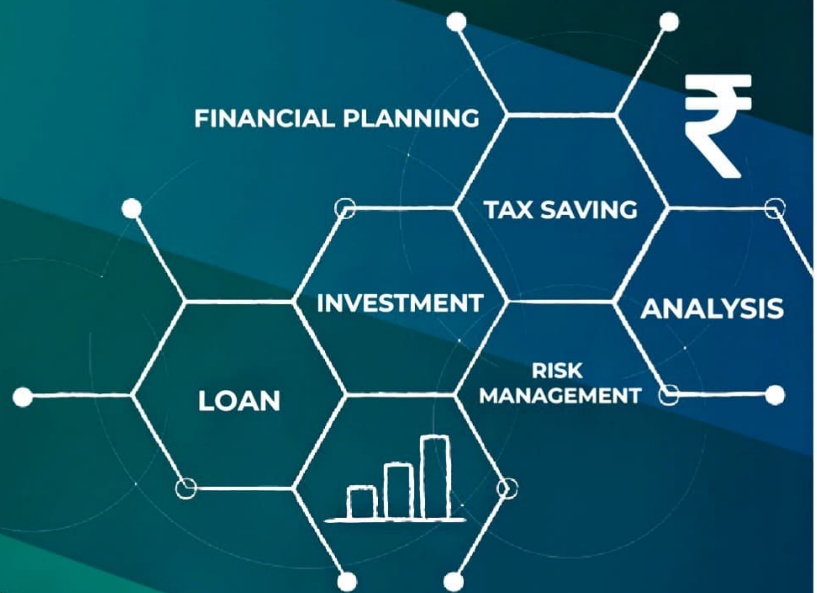 FINANCIAL PLANNING
₹
TAX SAVING
INVESTMENT
ANALYSIS
RISK
MANAGEMENT
LOAN